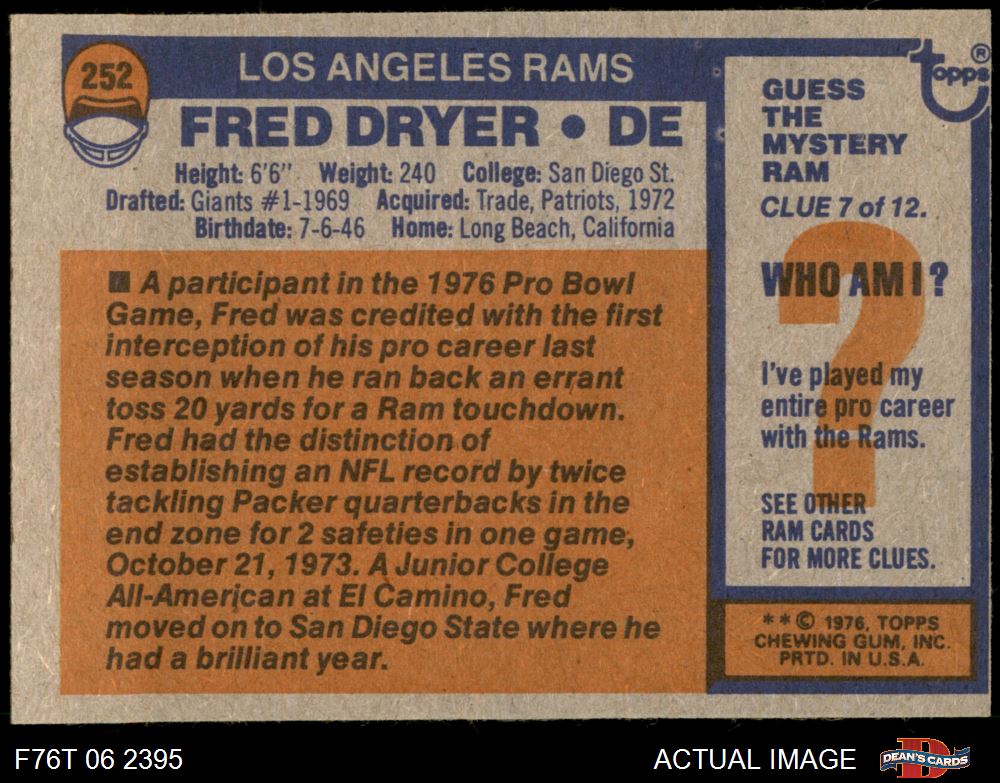 252
LOS ANGELES RAMS
FRED DRYER • DE
Height: 6'6" Weight: 240 College: San Diego St.
Drafted: Giants #1-1969 Acquired: Trade, Patriots, 1972
Birthdate: 7-6-46 Home: Long Beach, California
A participant in the 1976 Pro Bowl
Game, Fred was credited with the first
interception of his pro career last
season when he ran back an errant
toss 20 yards for a Ram touchdown.
Fred had the distinction of
establishing an NFL record by twice
tackling Packer quarterbacks in the
end zone for 2 safeties in one game,
October 21, 1973. A Junior College
All-American at El Camino, Fred
moved on to San Diego State where he
had a brilliant year.
topps®
GUESS
THE
MYSTERY
RAM
CLUE 7 of 12.
?
WHO AM I?
I've played my
entire pro career
with the Rams.
SEE OTHER
RAM CARDS
FOR MORE CLUES.
**© 1976, TOPPS
CHEWING GUM, INC.
PRTD. IN U.S.A.
F76T 06 2395
ACTUAL IMAGE
D
DEAN'S CARDS